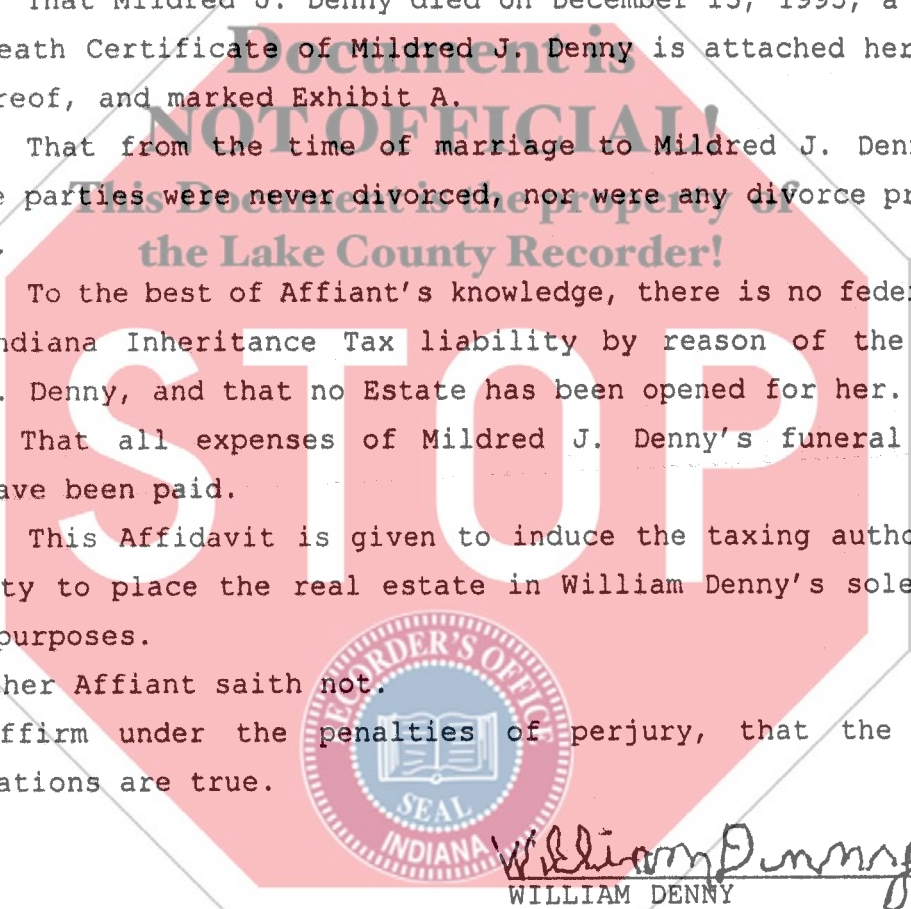 That Mildred J. Denny died on December 15, 1995, a
eath Certificate of Mildred J. Denny is attached her
reof, and marked Exhibit A.
That from the time of marriage to Mildred J. Den
e parties were never divorced, nor were any divorce pr
.
To the best of Affiant's knowledge, there is no fede
ndiana Inheritance Tax liability by reason of the
. Denny, and that no Estate has been opened for her.
That all expenses of Mildred J. Denny's funeral
ave been paid.
This Affidavit is given to induce the taxing autho
ty to place the real estate in William Denny's sole
purposes.
her Affiant saith not.
ffirm under the penalties of perjury, that the
ations are true.
William Denny
WILLIAM DENNY
Document is
NOT OFFICIAL!
This Document is the property of
the Lake County Recorder!
STOP
RECORDER'S OFFICE
SEAL
INDIANA